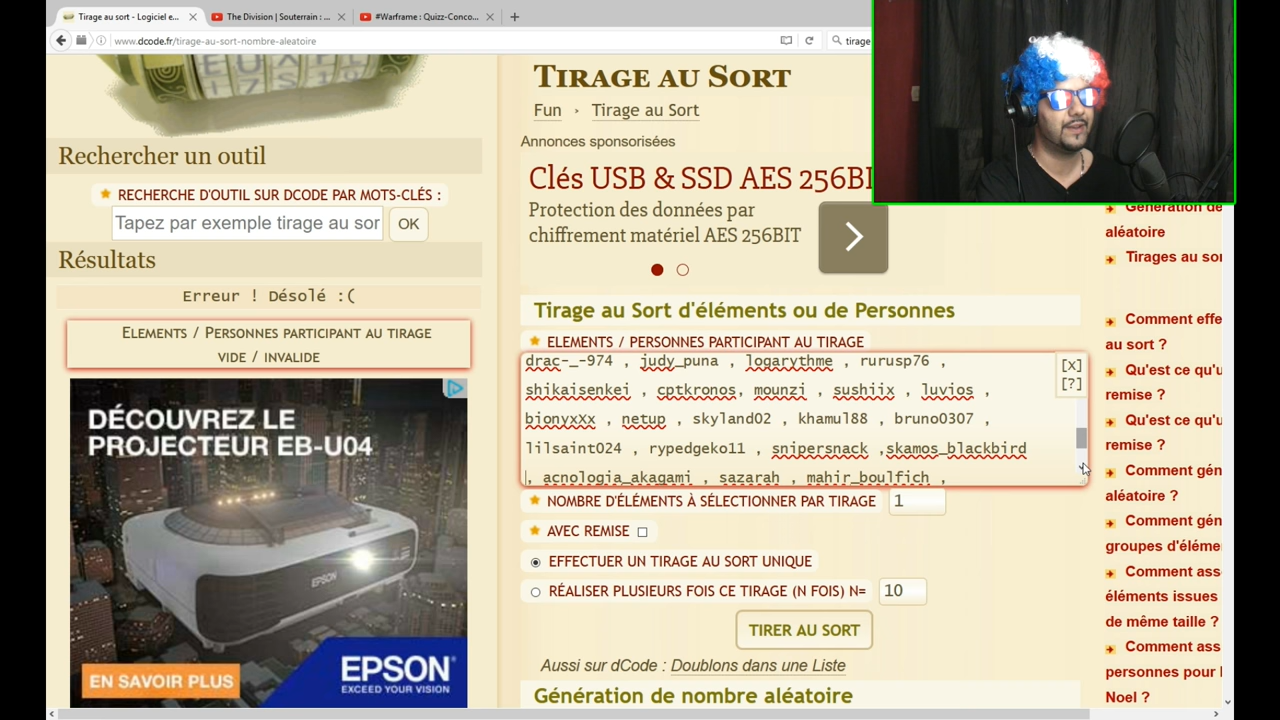 Tirage au sort - Logiciel e...
The Division | Souterrain : ...
#Warframe : Quizz-Conco...
www.dcode.fr/tirage-au-sort-nombre-aleatoire
tirage
TIRAGE AU SORT
Fun › Tirage au Sort
Annonces sponsorisées
Clés USB & SSD AES 256BI
Protection des données par
chiffrement matériel AES 256BIT
Rechercher un outil
RECHERCHE D'OUTIL SUR DCODE PAR MOTS-CLÉS :
Tapez par exemple tirage au sor
OK
Résultats
Erreur ! Désolé :(
ELEMENTS / PERSONNES PARTICIPANT AU TIRAGE
VIDE / INVALIDE
DÉCOUVREZ LE
PROJECTEUR EB-U04
EPSON
EN SAVOIR PLUS
EPSON
EXCEED YOUR VISION
Tirage au Sort d'éléments ou de Personnes
ELEMENTS / PERSONNES PARTICIPANT AU TIRAGE
drac-_-974 , judy_puna , logarythme , rurusp76 ,
shikaisenkei , cptkronos, mounzi , sushiix , luvios ,
bionyxXx , netup , skyland02 , khamul88 , bruno0307 ,
lilsaint024 , rypedgeko11 , snipersnack ,skamos_blackbird
, acnologia_akagami , sazarah , mahir_boulfich ,
[x]
[?]
NOMBRE D'ÉLÉMENTS À SÉLECTIONNER PAR TIRAGE 1
AVEC REMISE
EFFECTUER UN TIRAGE AU SORT UNIQUE
RÉALISER PLUSIEURS FOIS CE TIRAGE (N FOIS) N= 10
TIRER AU SORT
Aussi sur dCode : Doublons dans une Liste
Génération de nombre aléatoire
Génération de
aléatoire
Tirages au sor
Comment effe
au sort ?
Qu'est ce qu'u
remise ?
Qu'est ce qu'u
remise ?
Comment gén
aléatoire ?
Comment gén
groupes d'éléme
Comment asse
éléments issues
de même taille ?
Comment ass
personnes pour l
Noel ?